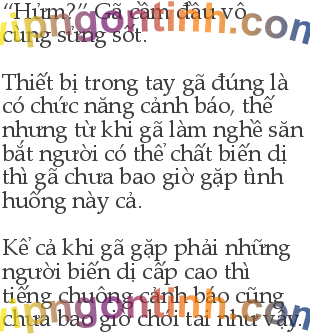 “Hửm?” Gã cầm đầu vô
cùng sửng sốt.
Thiết bị trong tay gã đúng là
có chức năng cảnh báo, thế
nhưng từ khi gã làm nghề săn
bắt người có thể chất biến dị
thì gã chưa bao giờ gặp tình
huống này cả.
Kể cả khi gã gặp phải những
người biến dị cấp cao thì
tiếng chuông cảnh báo cũng
chưa bao giờ chói tai như vậy.
vipngontinh.com
vipngontinh.com